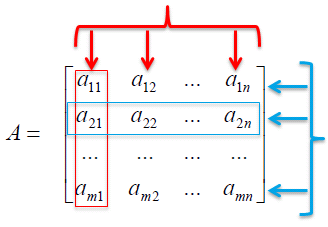 a₁₁ a₁₂ ... a₁ₙ
a₂₁ a₂₂ ... a₂ₙ
A =
... ... ... ...
aₘ₁ aₘ₂ ... aₘₙ